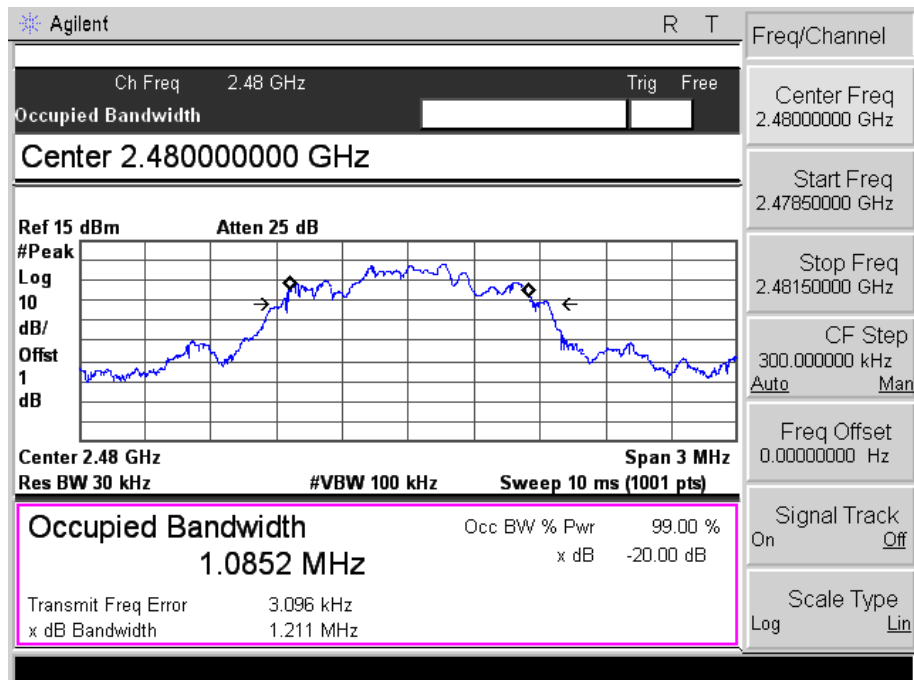 Agilent R T
Freq/Channel
Ch Freq 2.48 GHz Trig Free
Occupied Bandwidth
Center 2.480000000 GHz
Ref 15 dBm Atten 25 dB
#Peak
Log
10
dB/
Offst
1
dB
Center 2.48 GHz Span 3 MHz
Res BW 30 kHz #VBW 100 kHz Sweep 10 ms (1001 pts)
Occupied Bandwidth
1.0852 MHz
Occ BW % Pwr 99.00 %
x dB -20.00 dB
Transmit Freq Error 3.096 kHz
x dB Bandwidth 1.211 MHz
Center Freq
2.48000000 GHz
Start Freq
2.47850000 GHz
Stop Freq
2.48150000 GHz
CF Step
300.000000 kHz
Auto Man
Freq Offset
0.00000000 Hz
Signal Track
On Off
Scale Type
Log Lin